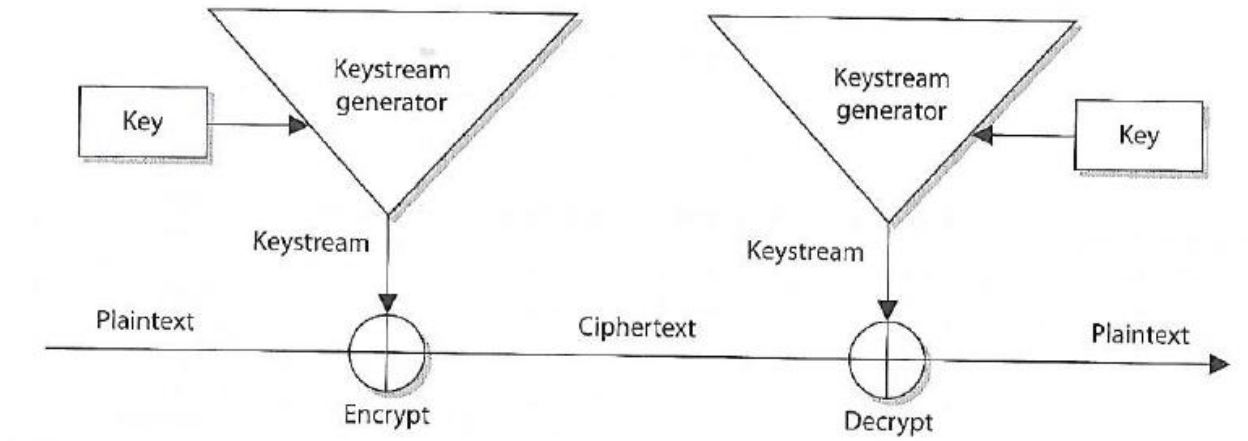 Keystream
generator
Keystream
generator
Key
Key
Keystream
Keystream
Plaintext
Ciphertext
Plaintext
Encrypt
Decrypt